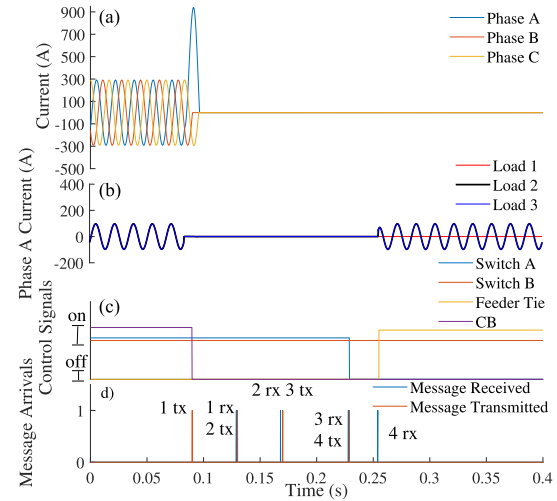 (a)
Current (A)
900
700
500
300
100
-100
-300
-500
Phase A
Phase B
Phase C
(b)
Phase A Current (A)
400
200
0
-200
Load 1
Load 2
Load 3
(c)
Control Signals
on
off
Switch A
Switch B
Feeder Tie
CB
d)
Message Arrivals
1
0
2 rx 3 tx
Message Received
Message Transmitted
1 tx
1 rx
2 tx
3 rx
4 tx
4 rx
0
0.05
0.1
0.15
0.2
0.25
0.3
0.35
0.4
Time (s)